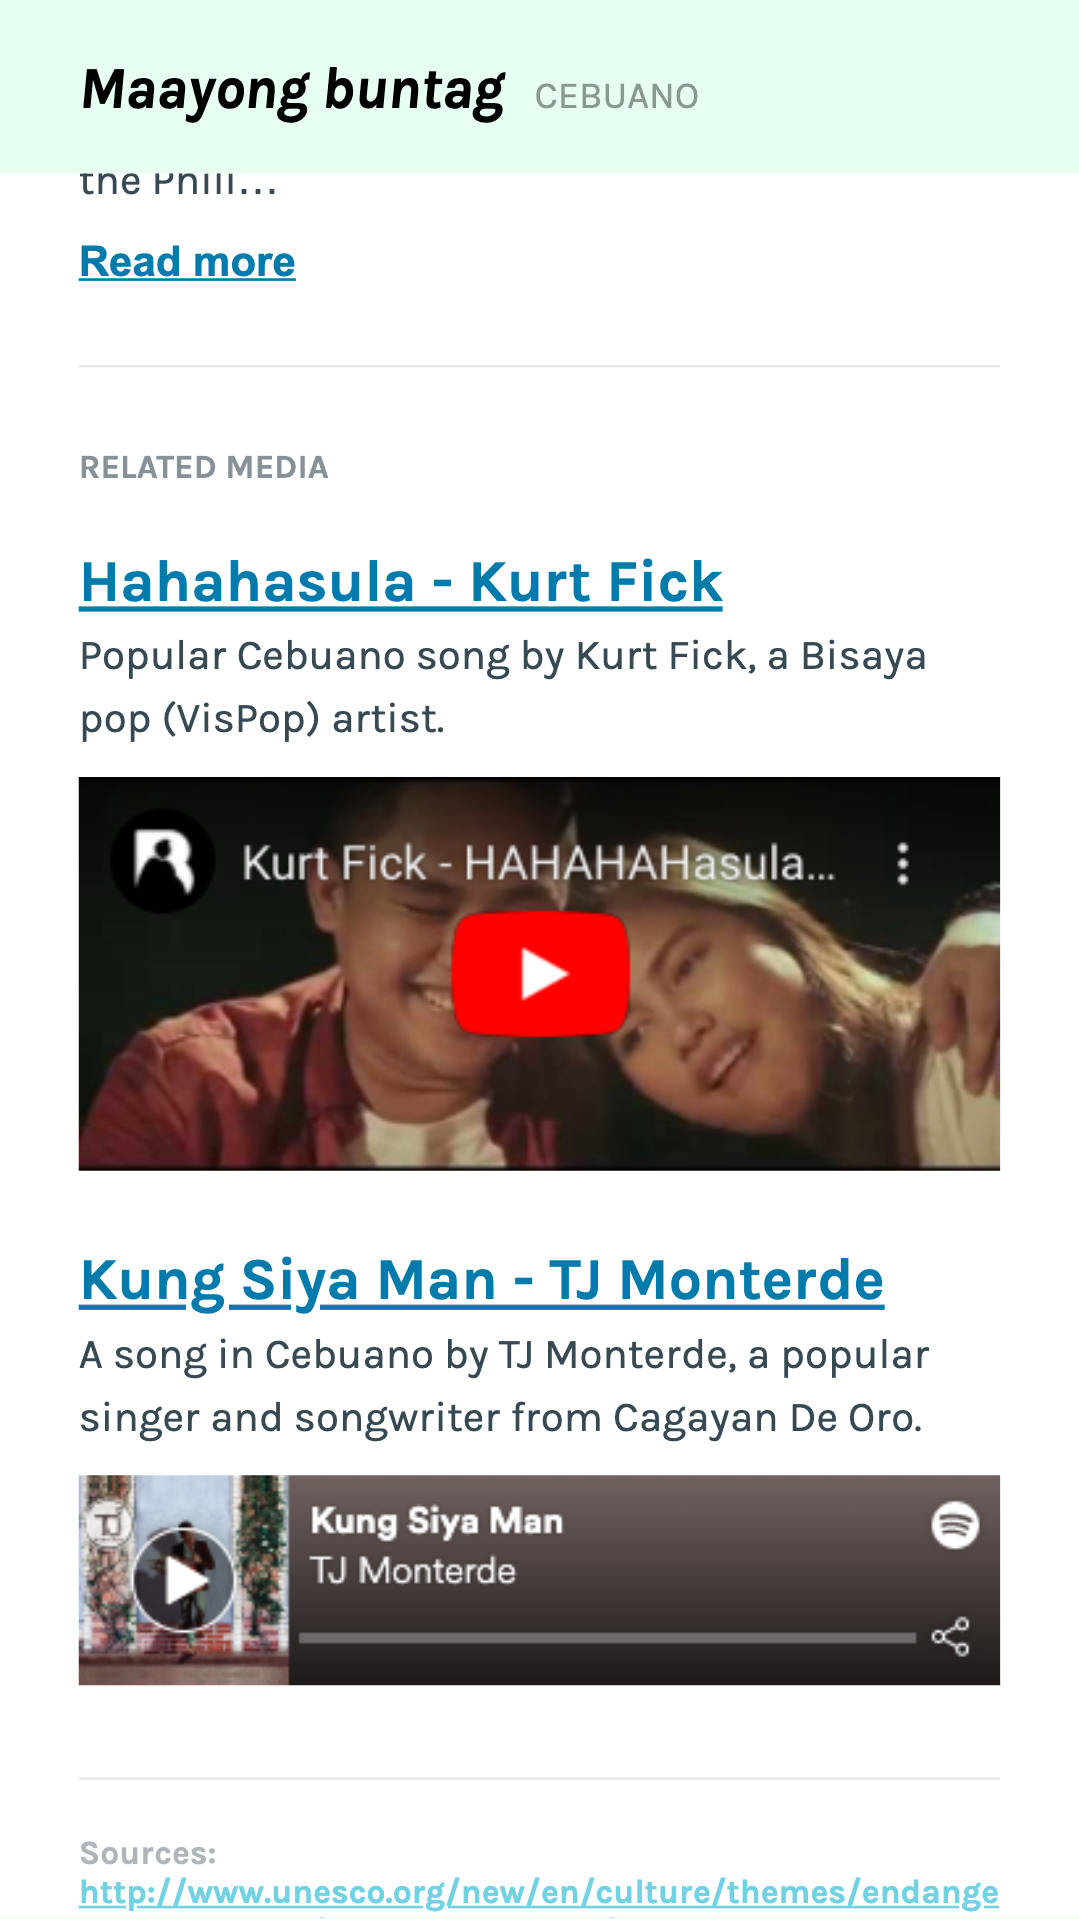 Maayong buntag CEBUANO
the Phili…
Read more
RELATED MEDIA
Hahahasula - Kurt Fick
Popular Cebuano song by Kurt Fick, a Bisaya
pop (VisPop) artist.
Kurt Fick - HAHAHAHasula...
Kung Siya Man - TJ Monterde
A song in Cebuano by TJ Monterde, a popular
singer and songwriter from Cagayan De Oro.
TJ
Kung Siya Man
TJ Monterde
Sources:
http://www.unesco.org/new/en/culture/themes/endange